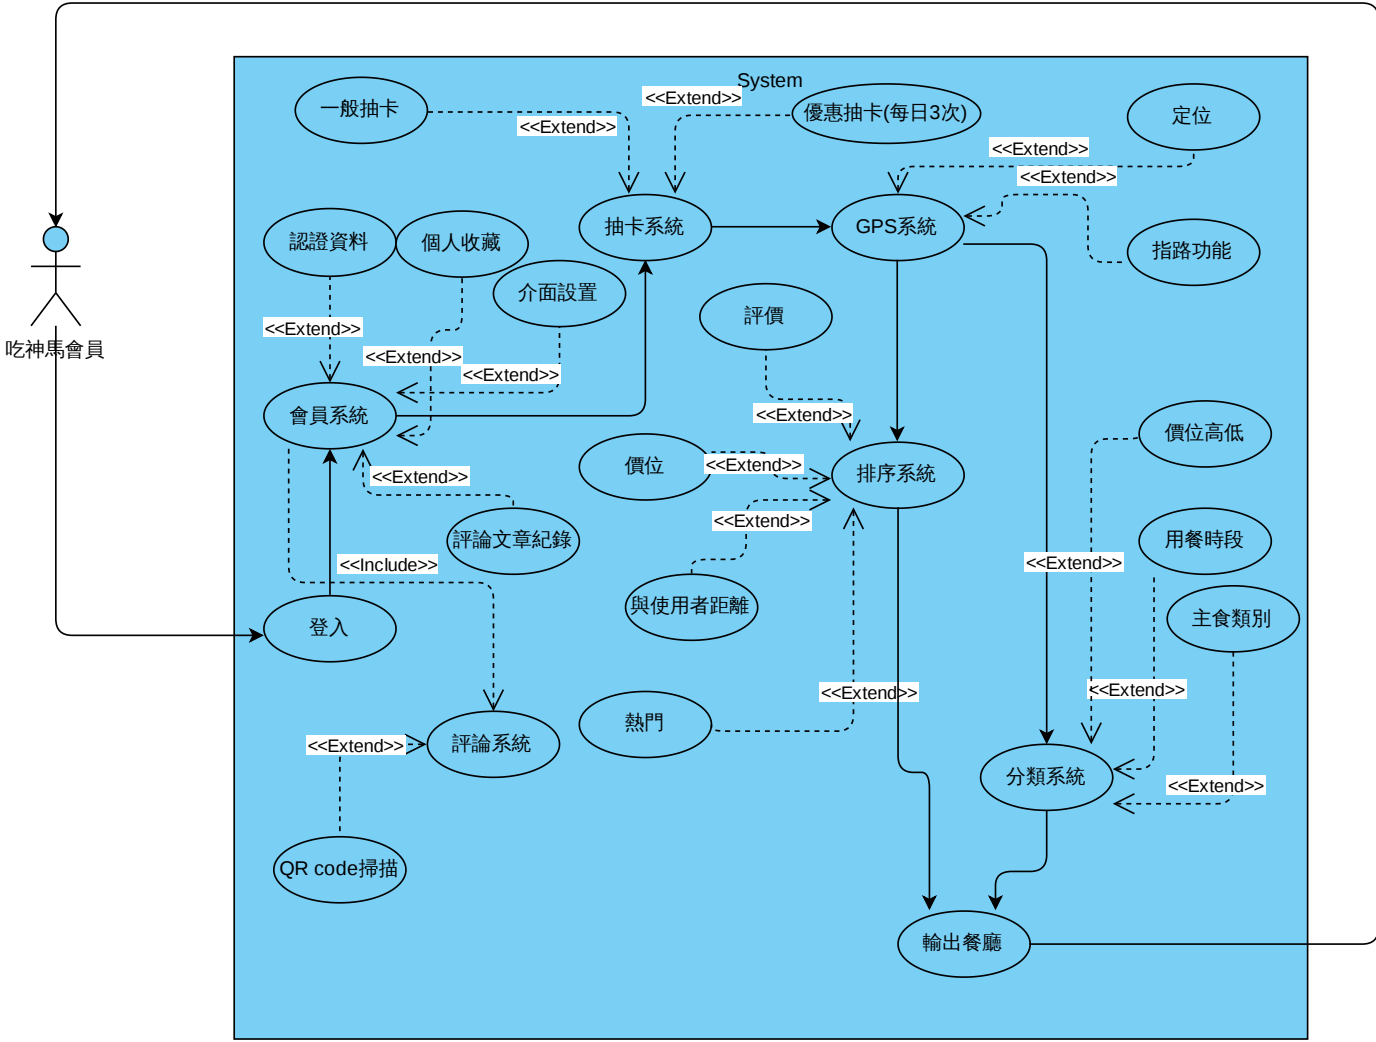 System
一般抽卡
<<Extend>>
<<Extend>>
優惠抽卡(每日3次)
定位
<<Extend>>
<<Extend>>
抽卡系統
GPS系統
指路功能
認證資料
個人收藏
介面設置
吃神馬會員
<<Extend>>
<<Extend>>
<<Extend>>
評價
<<Extend>>
會員系統
價位高低
價位
<<Extend>>
排序系統
<<Extend>>
<<Extend>>
評論文章紀錄
用餐時段
<<Include>>
<<Extend>>
與使用者距離
主食類別
登入
<<Extend>>
<<Extend>>
熱門
<<Extend>>
評論系統
分類系統
<<Extend>>
QR code掃描
輸出餐廳